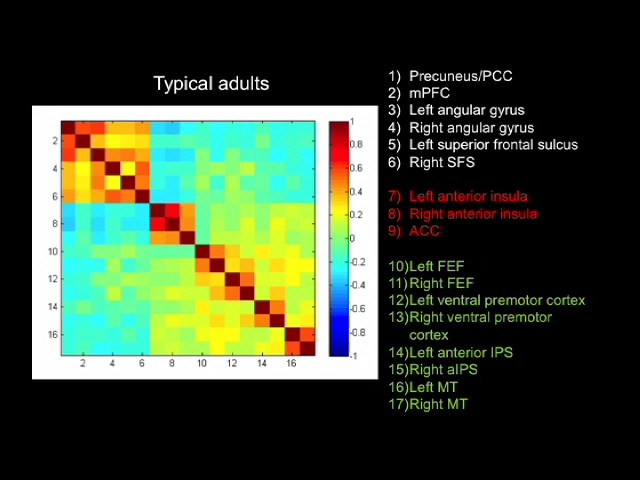 Typical adults
2
4
6
8
10
12
14
16
2 4 6 8 10 12 14 16
1
0.8
0.6
0.4
0.2
0
-0.2
-0.4
-0.6
-0.8
-1
1) Precuneus/PCC
2) mPFC
3) Left angular gyrus
4) Right angular gyrus
5) Left superior frontal sulcus
6) Right SFS
7) Left anterior insula
8) Right anterior insula
9) ACC
10)Left FEF
11)Right FEF
12)Left ventral premotor cortex
13)Right ventral premotor
cortex
14)Left anterior IPS
15)Right aIPS
16)Left MT
17)Right MT